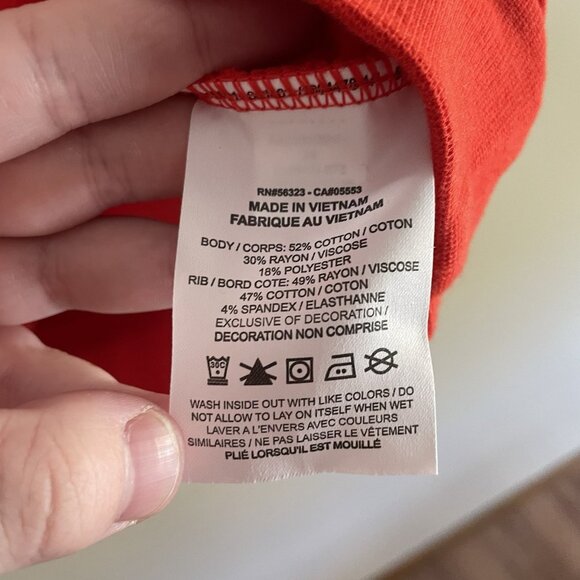 RN#56323 - CA#05553
MADE IN VIETNAM
FABRIQUE AU VIETNAM
BODY / CORPS: 52% COTTON / COTON
30% RAYON / VISCOSE
18% POLYESTER
RIB / BORD COTE: 49% RAYON / VISCOSE
47% COTTON / COTON
4% SPANDEX / ELASTHANNE
EXCLUSIVE OF DECORATION /
DECORATION NON COMPRISE
30C
WASH INSIDE OUT WITH LIKE COLORS / DO
NOT ALLOW TO LAY ON ITSELF WHEN WET
LAVER A L'ENVERS AVEC COULEURS
SIMILAIRES / NE PAS LAISSER LE VÊTEMENT
PLIÉ LORSQU'IL EST MOUILLÉ